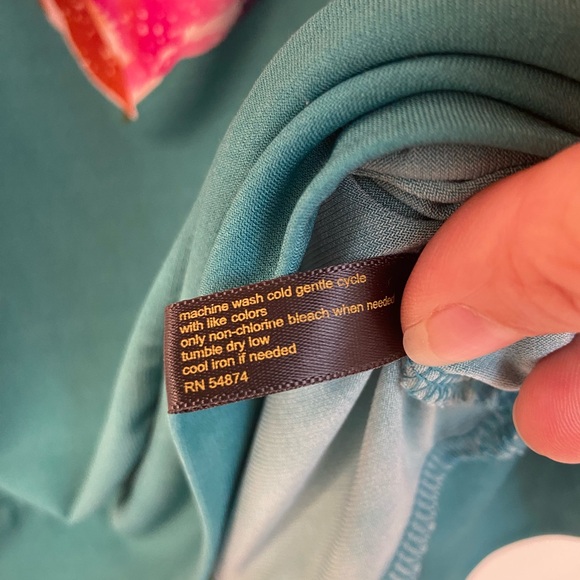 machine wash cold gentle cycle
with like colors
only non-chlorine bleach when needed
tumble dry low
cool iron if needed
RN 54874